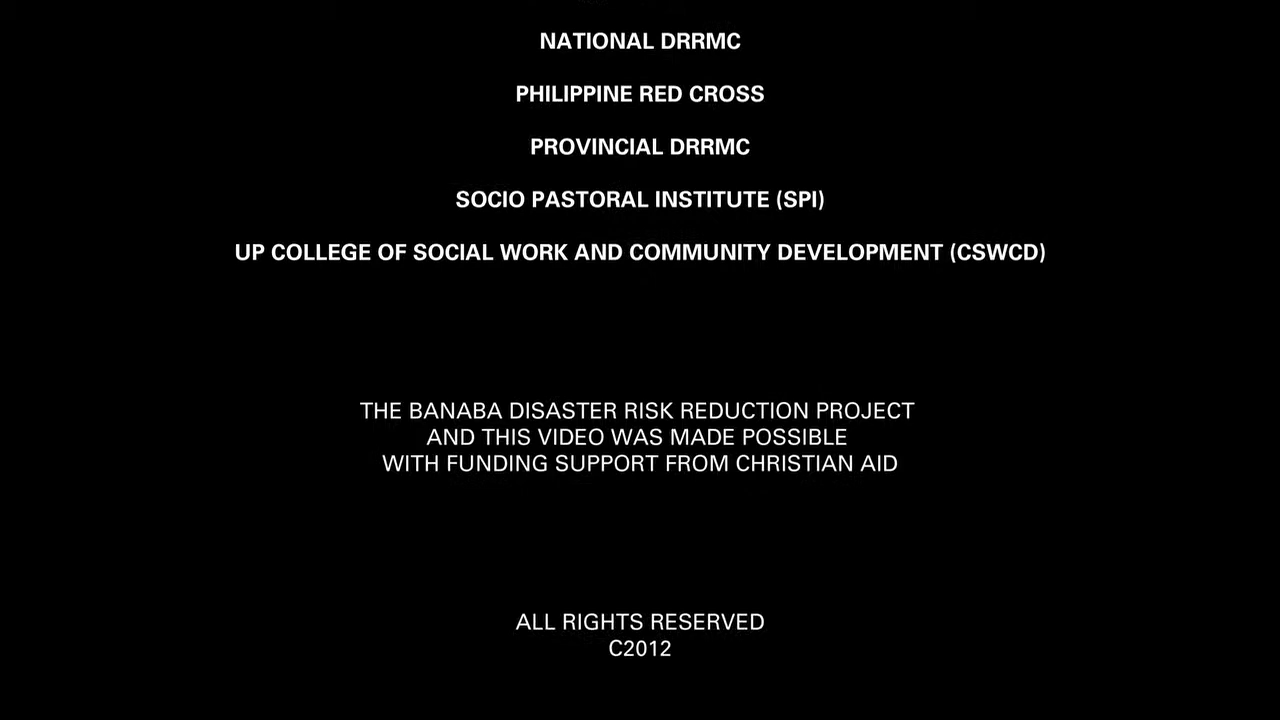 NATIONAL DRRMC
PHILIPPINE RED CROSS
PROVINCIAL DRRMC
SOCIO PASTORAL INSTITUTE (SPI)
UP COLLEGE OF SOCIAL WORK AND COMMUNITY DEVELOPMENT (CSWCD)
THE BANABA DISASTER RISK REDUCTION PROJECT
AND THIS VIDEO WAS MADE POSSIBLE
WITH FUNDING SUPPORT FROM CHRISTIAN AID
ALL RIGHTS RESERVED
C2012